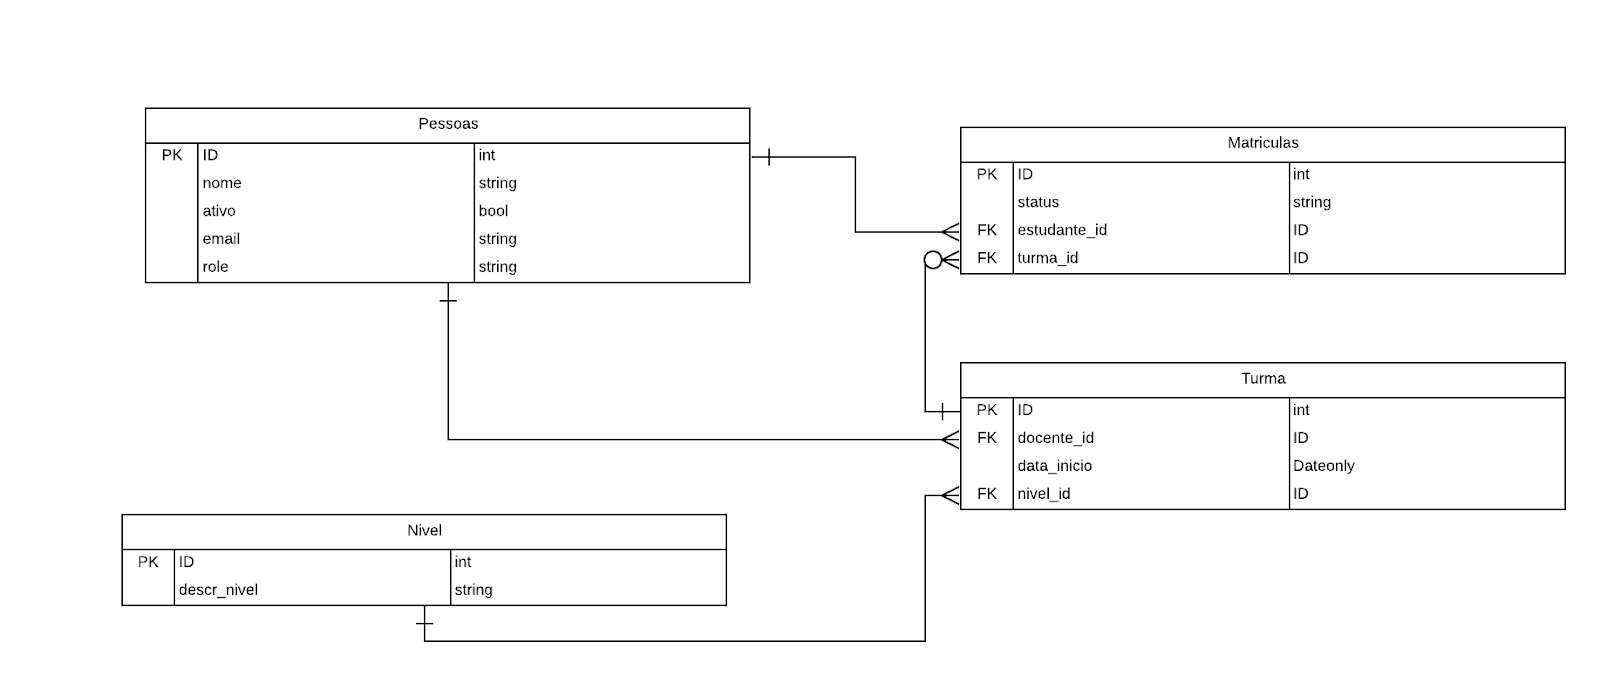 Pessoas
PK ID int
nome string
ativo bool
email string
role string
Matriculas
PK ID int
status string
FK estudante_id ID
FK turma_id ID
Turma
PK ID int
FK docente_id ID
data_inicio Dateonly
FK nivel_id ID
Nivel
PK ID int
descr_nivel string